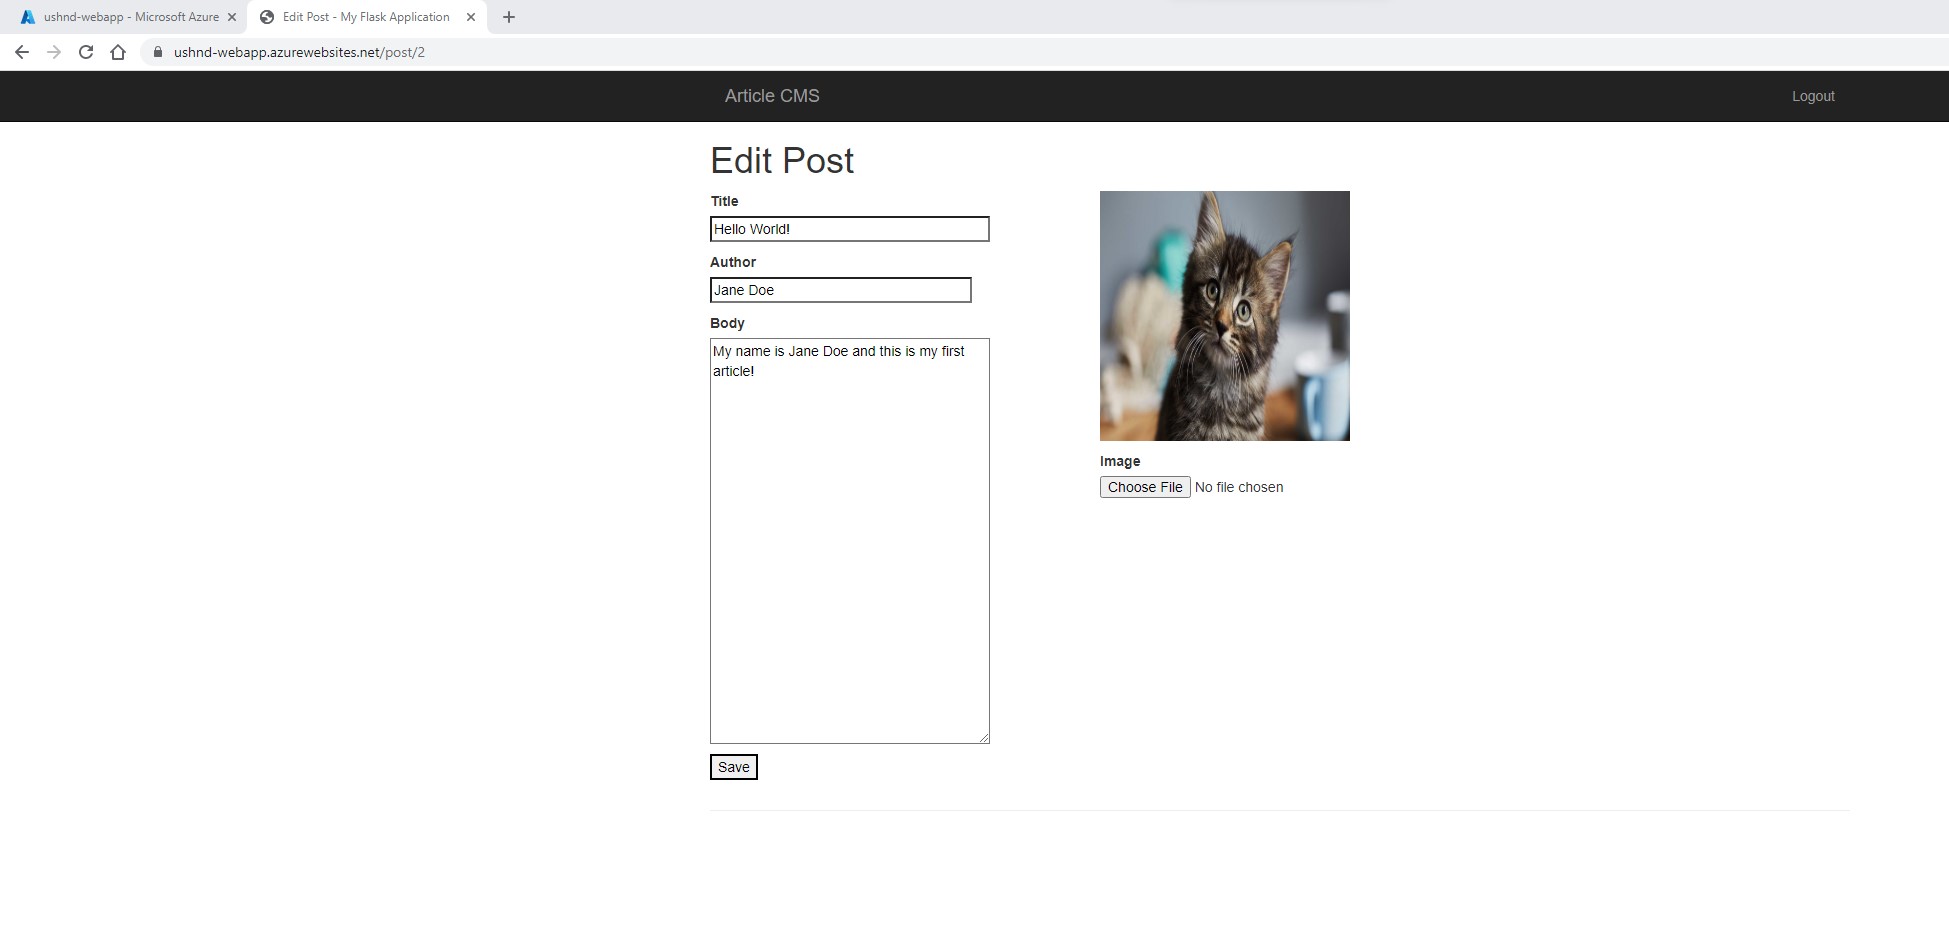 ushnd-webapp - Microsoft Azure
Edit Post - My Flask Application
ushnd-webapp.azurewebsites.net/post/2
Article CMS
Logout
Edit Post
Title
Hello World!
Author
Jane Doe
Body
My name is Jane Doe and this is my first
article!
Image
Choose File No file chosen
Save